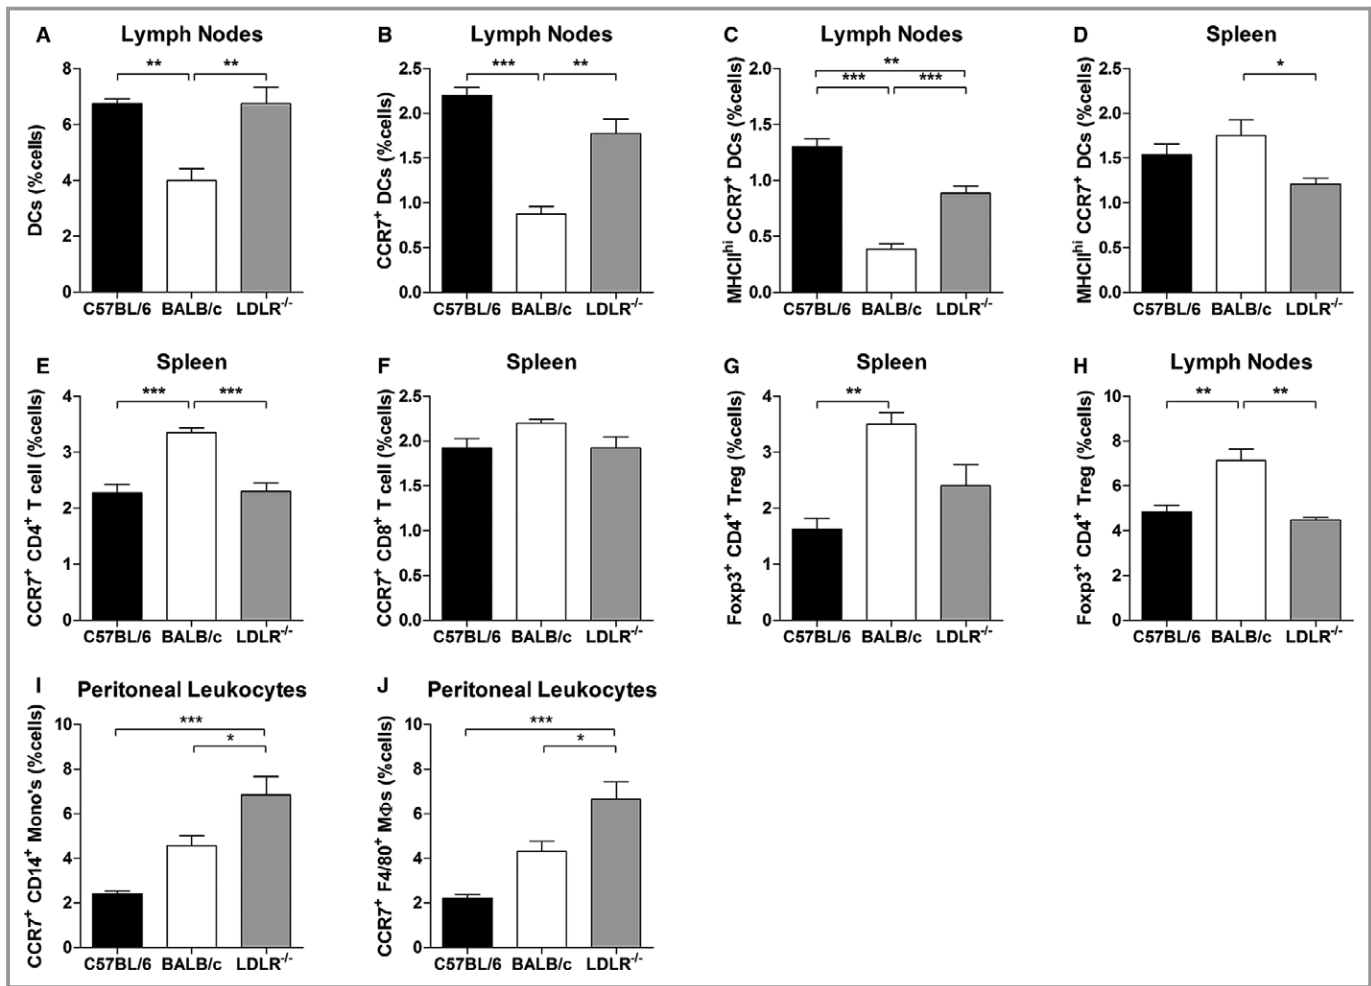 A Lymph Nodes
DCs (%cells)
8
6
4
2
0
** **
C57BL/6 BALB/c LDLR-/-
B Lymph Nodes
CCR7+ DCs (%cells)
2.5
2.0
1.5
1.0
0.5
0.0
*** **
C57BL/6 BALB/c LDLR-/-
C Lymph Nodes
MHCIIhi CCR7+ DCs (%cells)
2.0
1.5
1.0
0.5
0.0
**
*** ***
C57BL/6 BALB/c LDLR-/-
D Spleen
MHCIIhi CCR7+ DCs (%cells)
2.5
2.0
1.5
1.0
0.5
0.0
*
C57BL/6 BALB/c LDLR-/-
E Spleen
CCR7+ CD4+ T cell (%cells)
4
3
2
1
0
*** ***
C57BL/6 BALB/c LDLR-/-
F Spleen
CCR7+ CD8+ T cell (%cells)
2.5
2.0
1.5
1.0
0.5
0.0
C57BL/6 BALB/c LDLR-/-
G Spleen
Foxp3+ CD4+ Treg (%cells)
4
3
2
1
0
**
C57BL/6 BALB/c LDLR-/-
H Lymph Nodes
Foxp3+ CD4+ Treg (%cells)
10
8
6
4
2
0
** **
C57BL/6 BALB/c LDLR-/-
I Peritoneal Leukocytes
CCR7+ CD14+ Mono's (%cells)
10
8
6
4
2
0
***
*
C57BL/6 BALB/c LDLR-/-
J Peritoneal Leukocytes
CCR7+ F4/80+ MΦs (%cells)
10
8
6
4
2
0
***
*
C57BL/6 BALB/c LDLR-/-